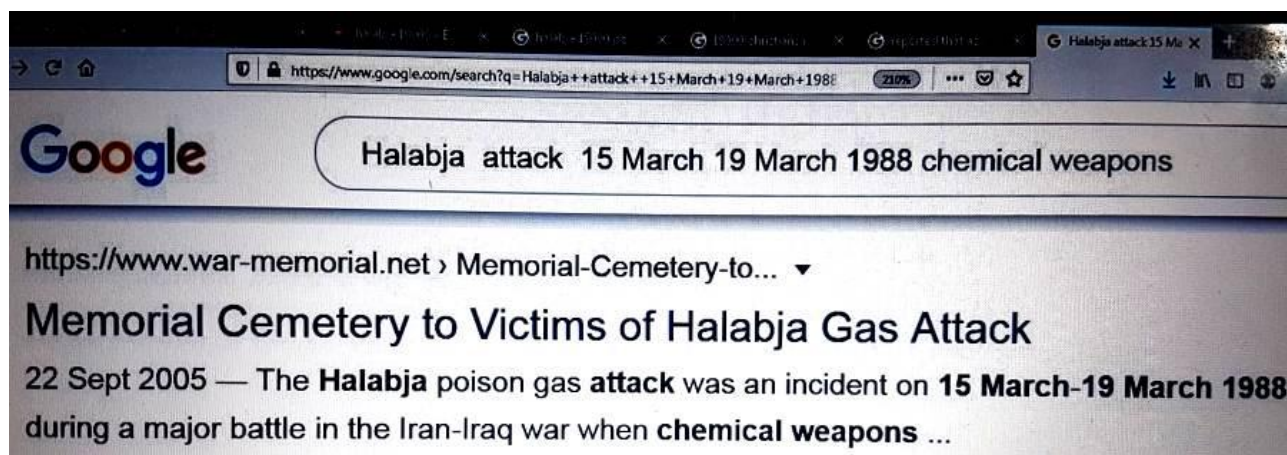 Halabja attack 15 Ma
https://www.google.com/search?q=Halabja++attack++15+March+19+March+1988
210%
Google
Halabja attack 15 March 19 March 1988 chemical weapons
https://www.war-memorial.net › Memorial-Cemetery-to...
Memorial Cemetery to Victims of Halabja Gas Attack
22 Sept 2005 — The Halabja poison gas attack was an incident on 15 March-19 March 1988
during a major battle in the Iran-Iraq war when chemical weapons ...